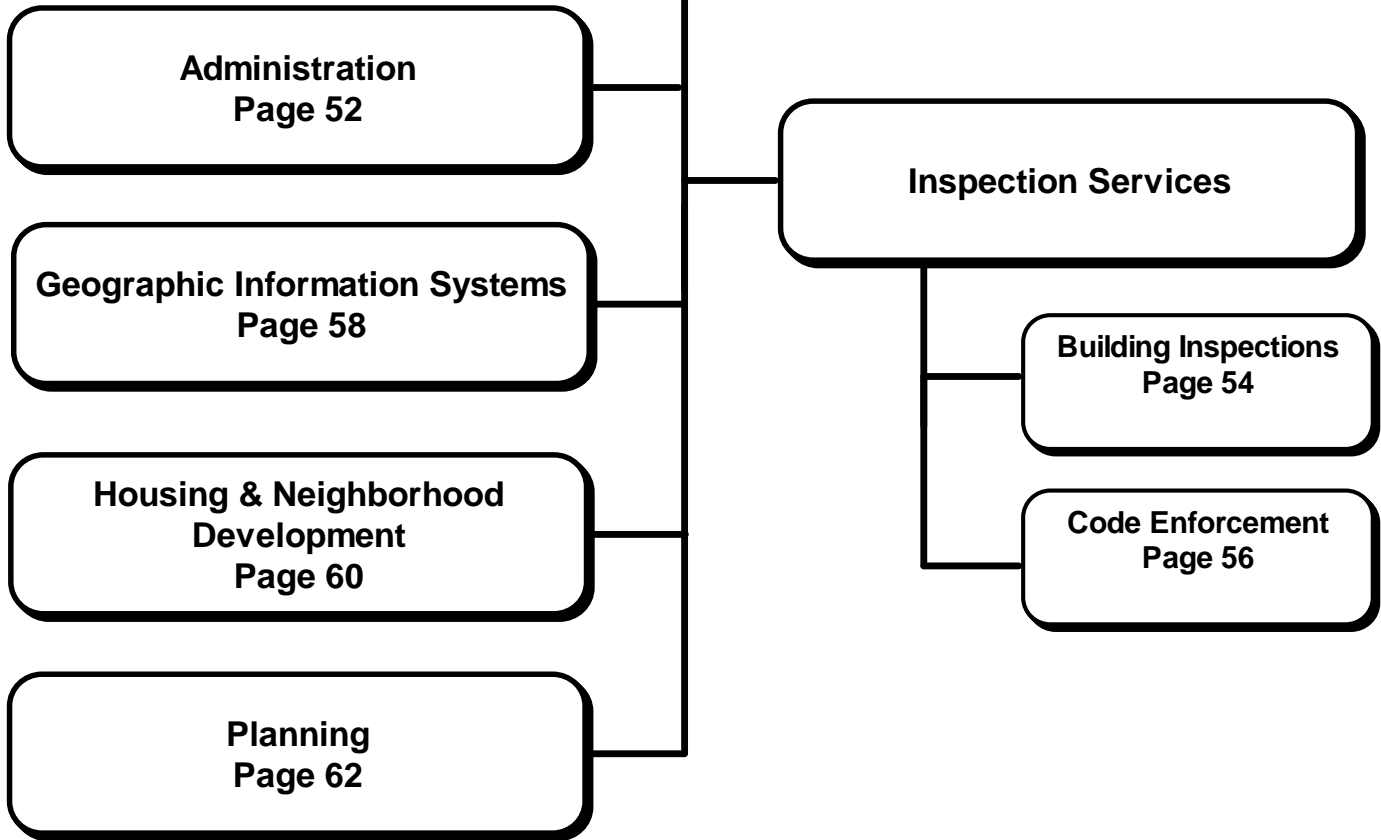 Administration
Page 52
Inspection Services
Geographic Information Systems
Page 58
Building Inspections
Page 54
Housing & Neighborhood
Development
Page 60
Code Enforcement
Page 56
Planning
Page 62